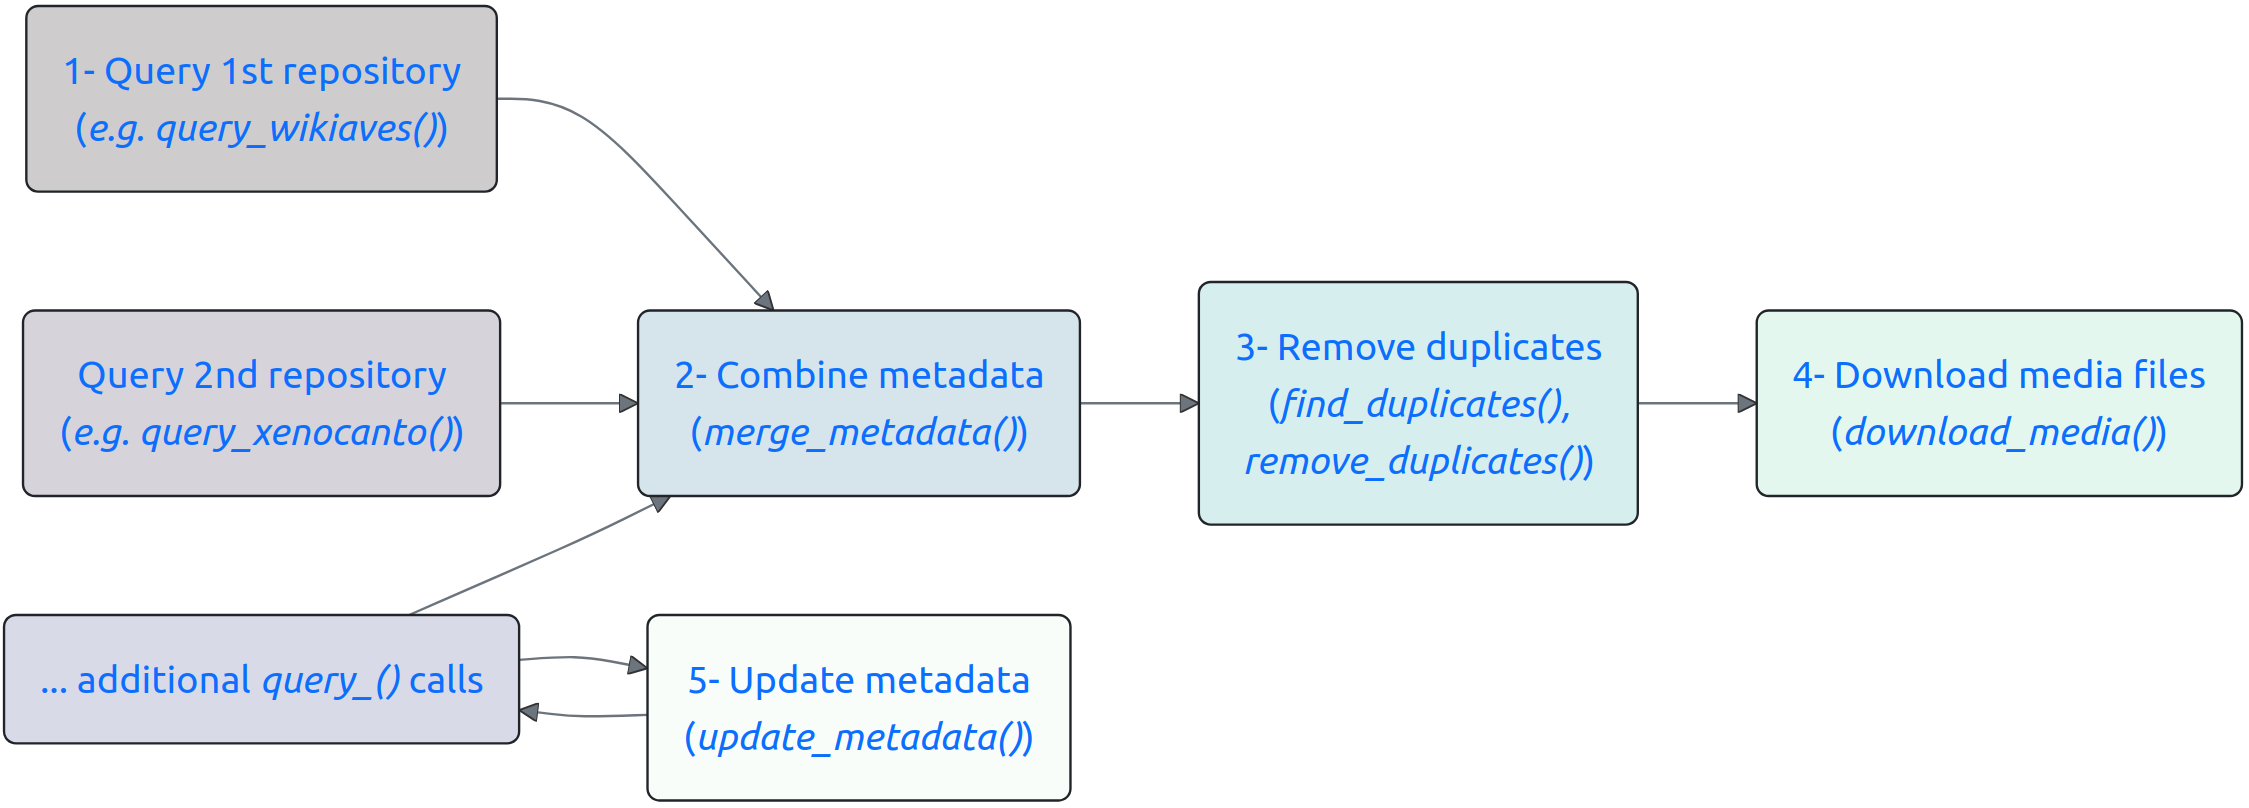 1- Query 1st repository
(e.g. query_wikiaves())
Query 2nd repository
(e.g. query_xenocanto())
... additional query_() calls
2- Combine metadata
(merge_metadata())
3- Remove duplicates
(find_duplicates(),
remove_duplicates())
4- Download media files
(download_media())
5- Update metadata
(update_metadata())